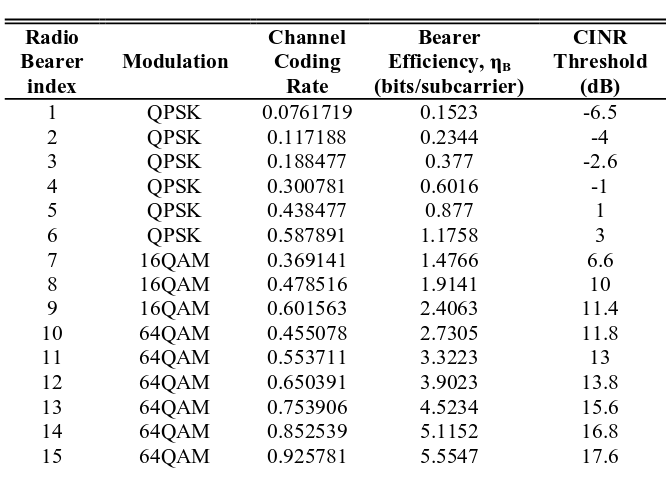 Radio Bearer index Modulation Channel Coding Rate Bearer Efficiency, ηB (bits/subcarrier) CINR Threshold (dB)
1 QPSK 0.0761719 0.1523 -6.5
2 QPSK 0.117188 0.2344 -4
3 QPSK 0.188477 0.377 -2.6
4 QPSK 0.300781 0.6016 -1
5 QPSK 0.438477 0.877 1
6 QPSK 0.587891 1.1758 3
7 16QAM 0.369141 1.4766 6.6
8 16QAM 0.478516 1.9141 10
9 16QAM 0.601563 2.4063 11.4
10 64QAM 0.455078 2.7305 11.8
11 64QAM 0.553711 3.3223 13
12 64QAM 0.650391 3.9023 13.8
13 64QAM 0.753906 4.5234 15.6
14 64QAM 0.852539 5.1152 16.8
15 64QAM 0.925781 5.5547 17.6